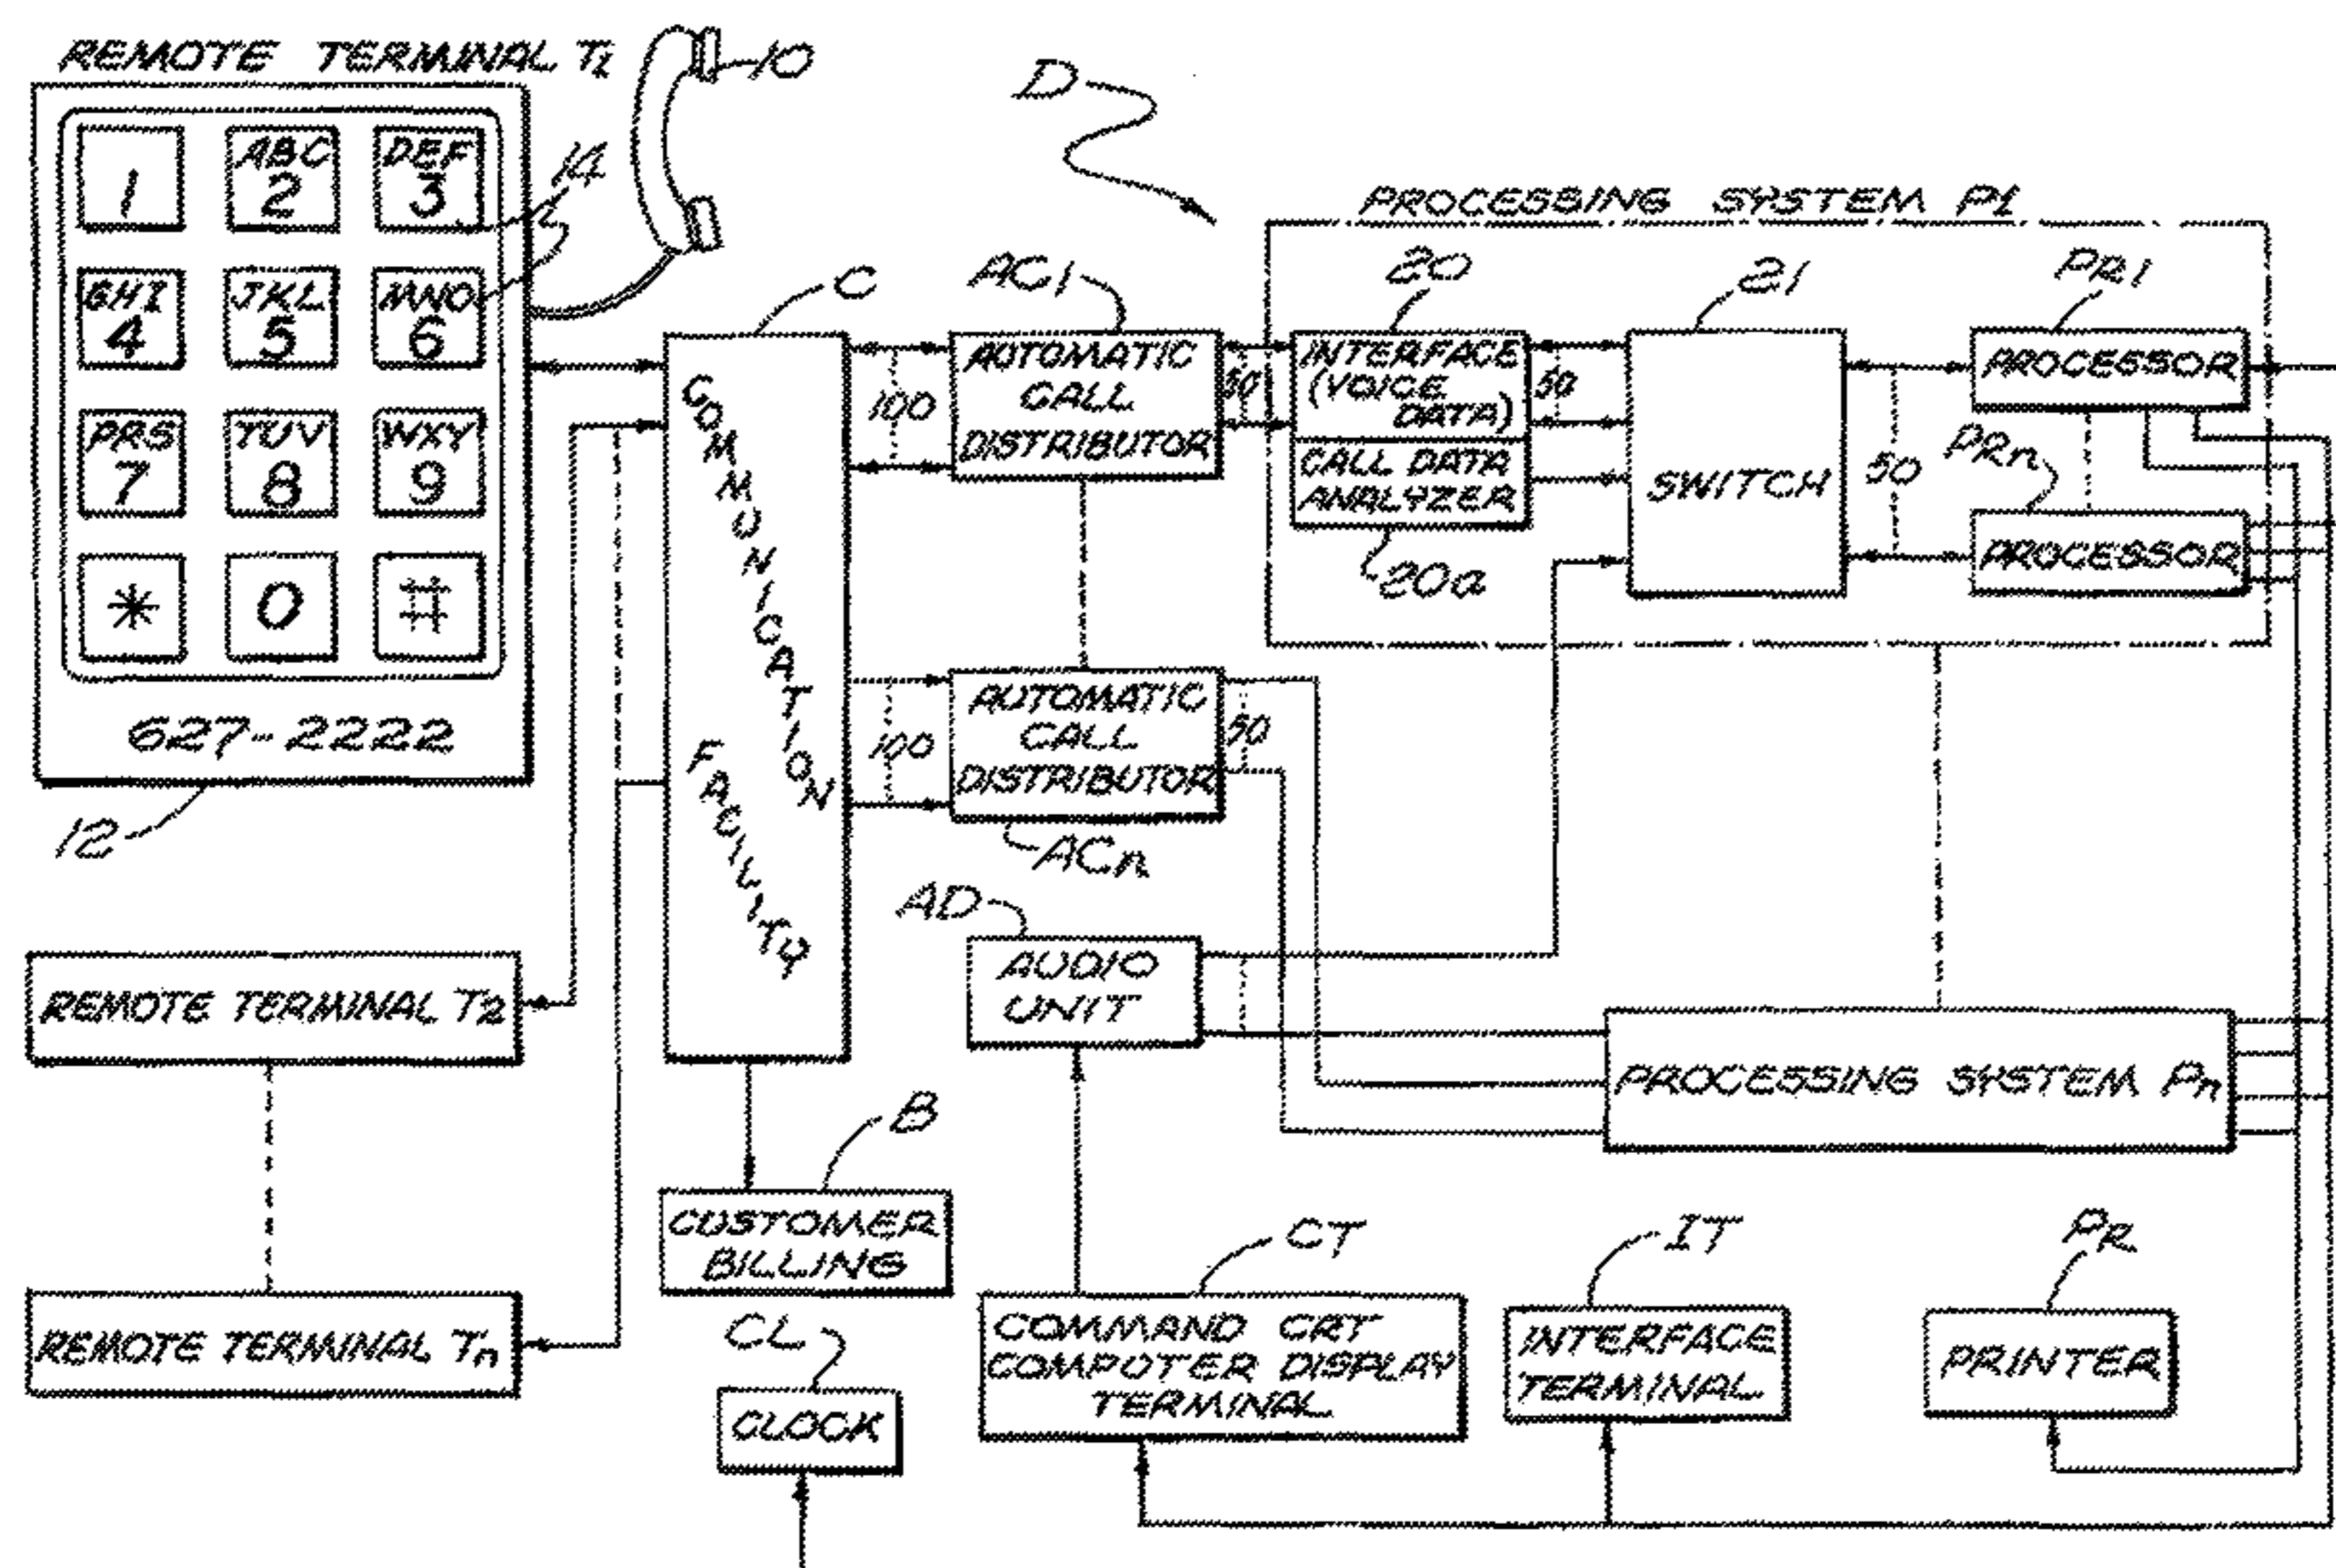 REMOTE TERMINAL T1
10
14
1
ABC
2
DEF
3
GHI
4
JKL
5
MNO
6
PRS
7
TUV
8
WXY
9
*
0
#
627-2222
12
REMOTE TERMINAL T2
REMOTE TERMINAL Tn
C
COMMUNICATION
FACILITY
100
100
B
CUSTOMER
BILLING
CL
CLOCK
D
AC1
AUTOMATIC
CALL
DISTRIBUTOR
50
AUTOMATIC
CALL
DISTRIBUTOR
50
ACn
AD
AUDIO
UNIT
PROCESSING SYSTEM P1
20
INTERFACE
(VOICE
DATA)
CALL DATA
ANALYZER
20a
50
21
SWITCH
50
PR1
PROCESSOR
PRn
PROCESSOR
PROCESSING SYSTEM Pn
CT
COMMAND CRT
COMPUTER DISPLAY
TERMINAL
IT
INTERFACE
TERMINAL
PR
PRINTER